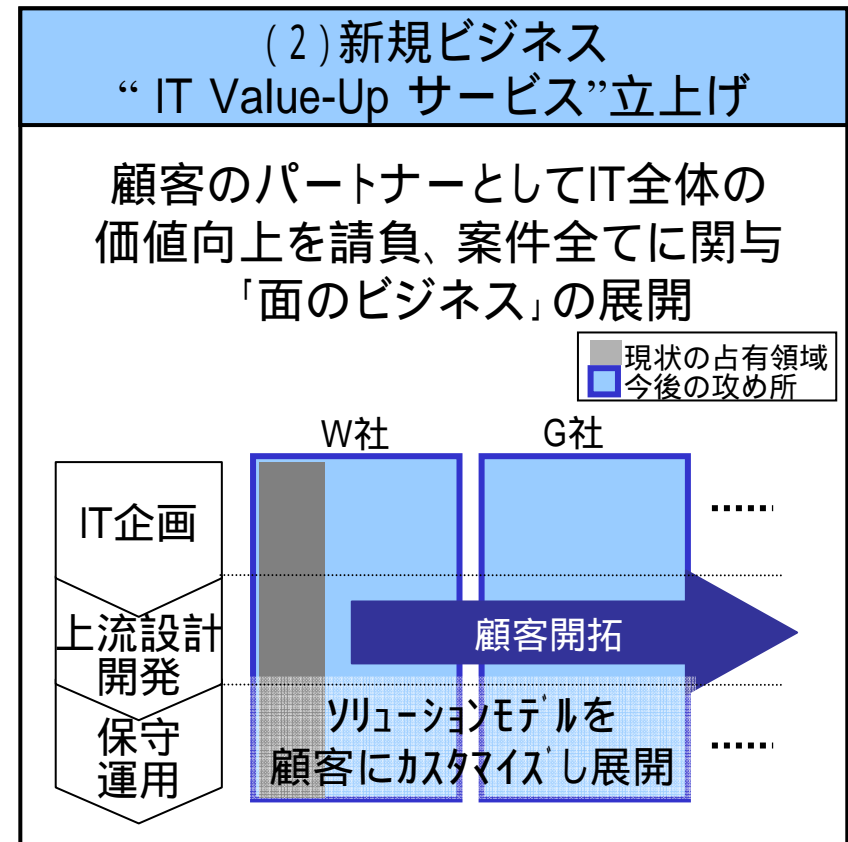 (2)新規ビジネス
“ IT Value-Up サービス”立上げ
顧客のパートナーとしてIT全体の
価値向上を請負、案件全てに関与
「面のビジネス」の展開
現状の占有領域
今後の攻め所
W社
G社
IT企画
......
上流設計
開発
顧客開拓
保守
運用
ソリューションモデルを
顧客にカスタマイズし展開
......